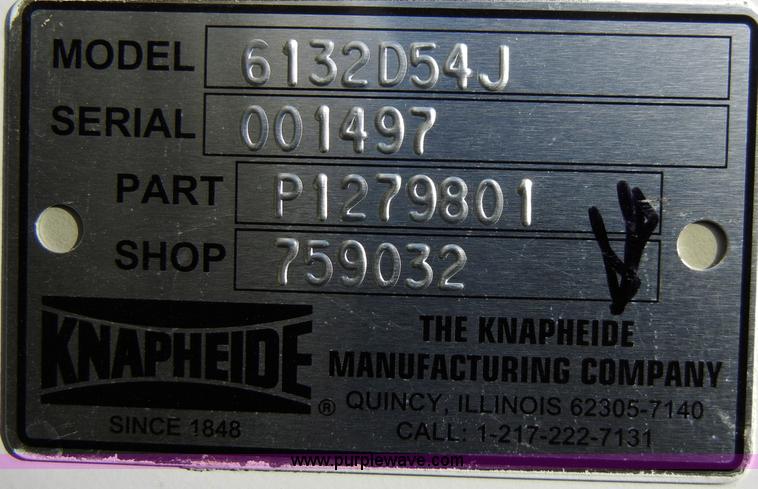 MODEL 6132D54J
SERIAL 001497
PART P1279801
SHOP 759032
KNAPHEIDE ®
SINCE 1848
THE KNAPHEIDE
MANUFACTURING COMPANY
QUINCY, ILLINOIS 62305-7140
CALL: 1-217-222-7131
www.purplewave.com